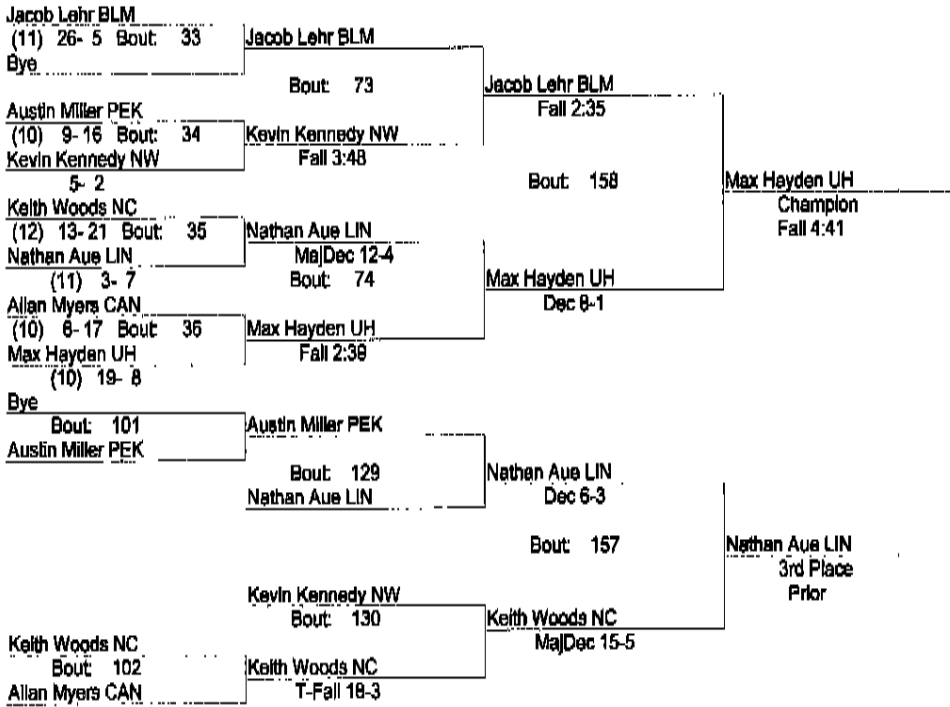 Jacob Lehr BLM
(11) 26- 5 Bout: 33
Bye
Jacob Lehr BLM
Bout: 73
Austin Miller PEK
(10) 9- 16 Bout: 34
Kevin Kennedy NW
5- 2
Kevin Kennedy NW
Fall 3:48
Jacob Lehr BLM
Fall 2:35
Bout: 158
Keith Woods NC
(12) 13- 21 Bout: 35
Nathan Aue LIN
(11) 3- 7
Nathan Aue LIN
MajDec 12-4
Bout: 74
Allan Myers CAN
(10) 6- 17 Bout: 36
Max Hayden UH
(10) 19- 8
Max Hayden UH
Fall 2:39
Max Hayden UH
Dec 8-1
Max Hayden UH
Champion
Fall 4:41
Bye
Bout: 101
Austin Miller PEK
Austin Miller PEK
Bout: 129
Nathan Aue LIN
Nathan Aue LIN
Dec 6-3
Bout: 157
Kevin Kennedy NW
Bout: 130
Keith Woods NC
Bout: 102
Allan Myers CAN
Keith Woods NC
T-Fall 18-3
Keith Woods NC
MajDec 15-5
Nathan Aue LIN
3rd Place
Prior